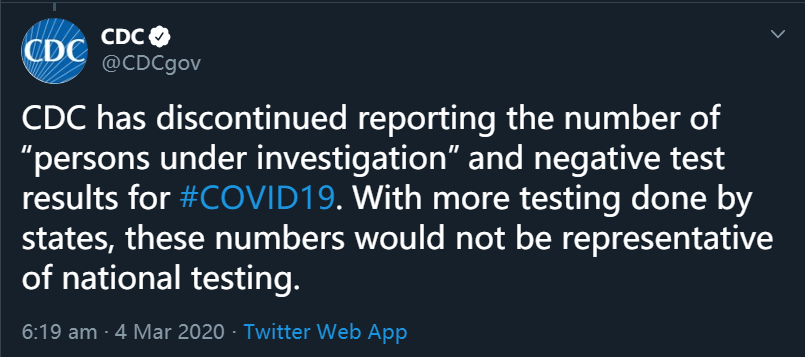 CDC
CDC
@CDCgov
CDC has discontinued reporting the number of
“persons under investigation” and negative test
results for #COVID19. With more testing done by
states, these numbers would not be representative
of national testing.
6:19 am · 4 Mar 2020 · Twitter Web App